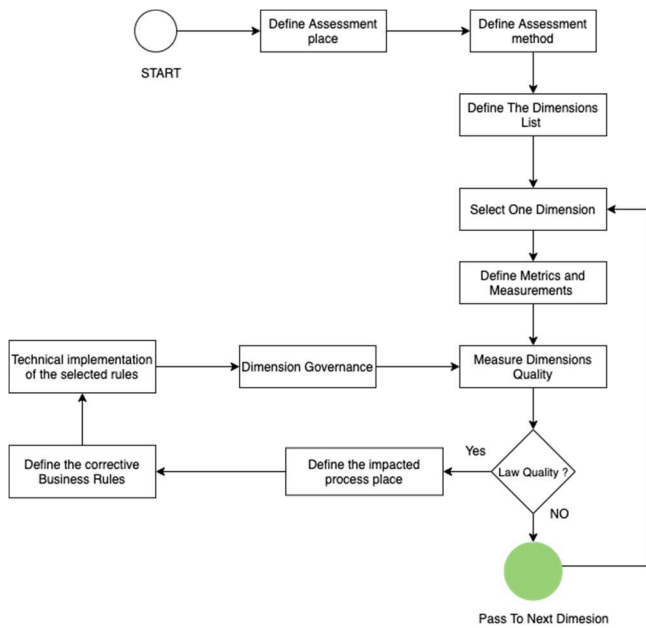 Define Assessment
place
Define Assessment
method
START
Define The Dimensions
List
Select One Dimension
Define Metrics and
Measurements
Technical implementation
of the selected rules
Dimension Governance
Measure Dimensions
Quality
Yes
Define the corrective
Business Rules
Define the impacted
process place
Law Quality ?
NO
Pass To Next Dimesion